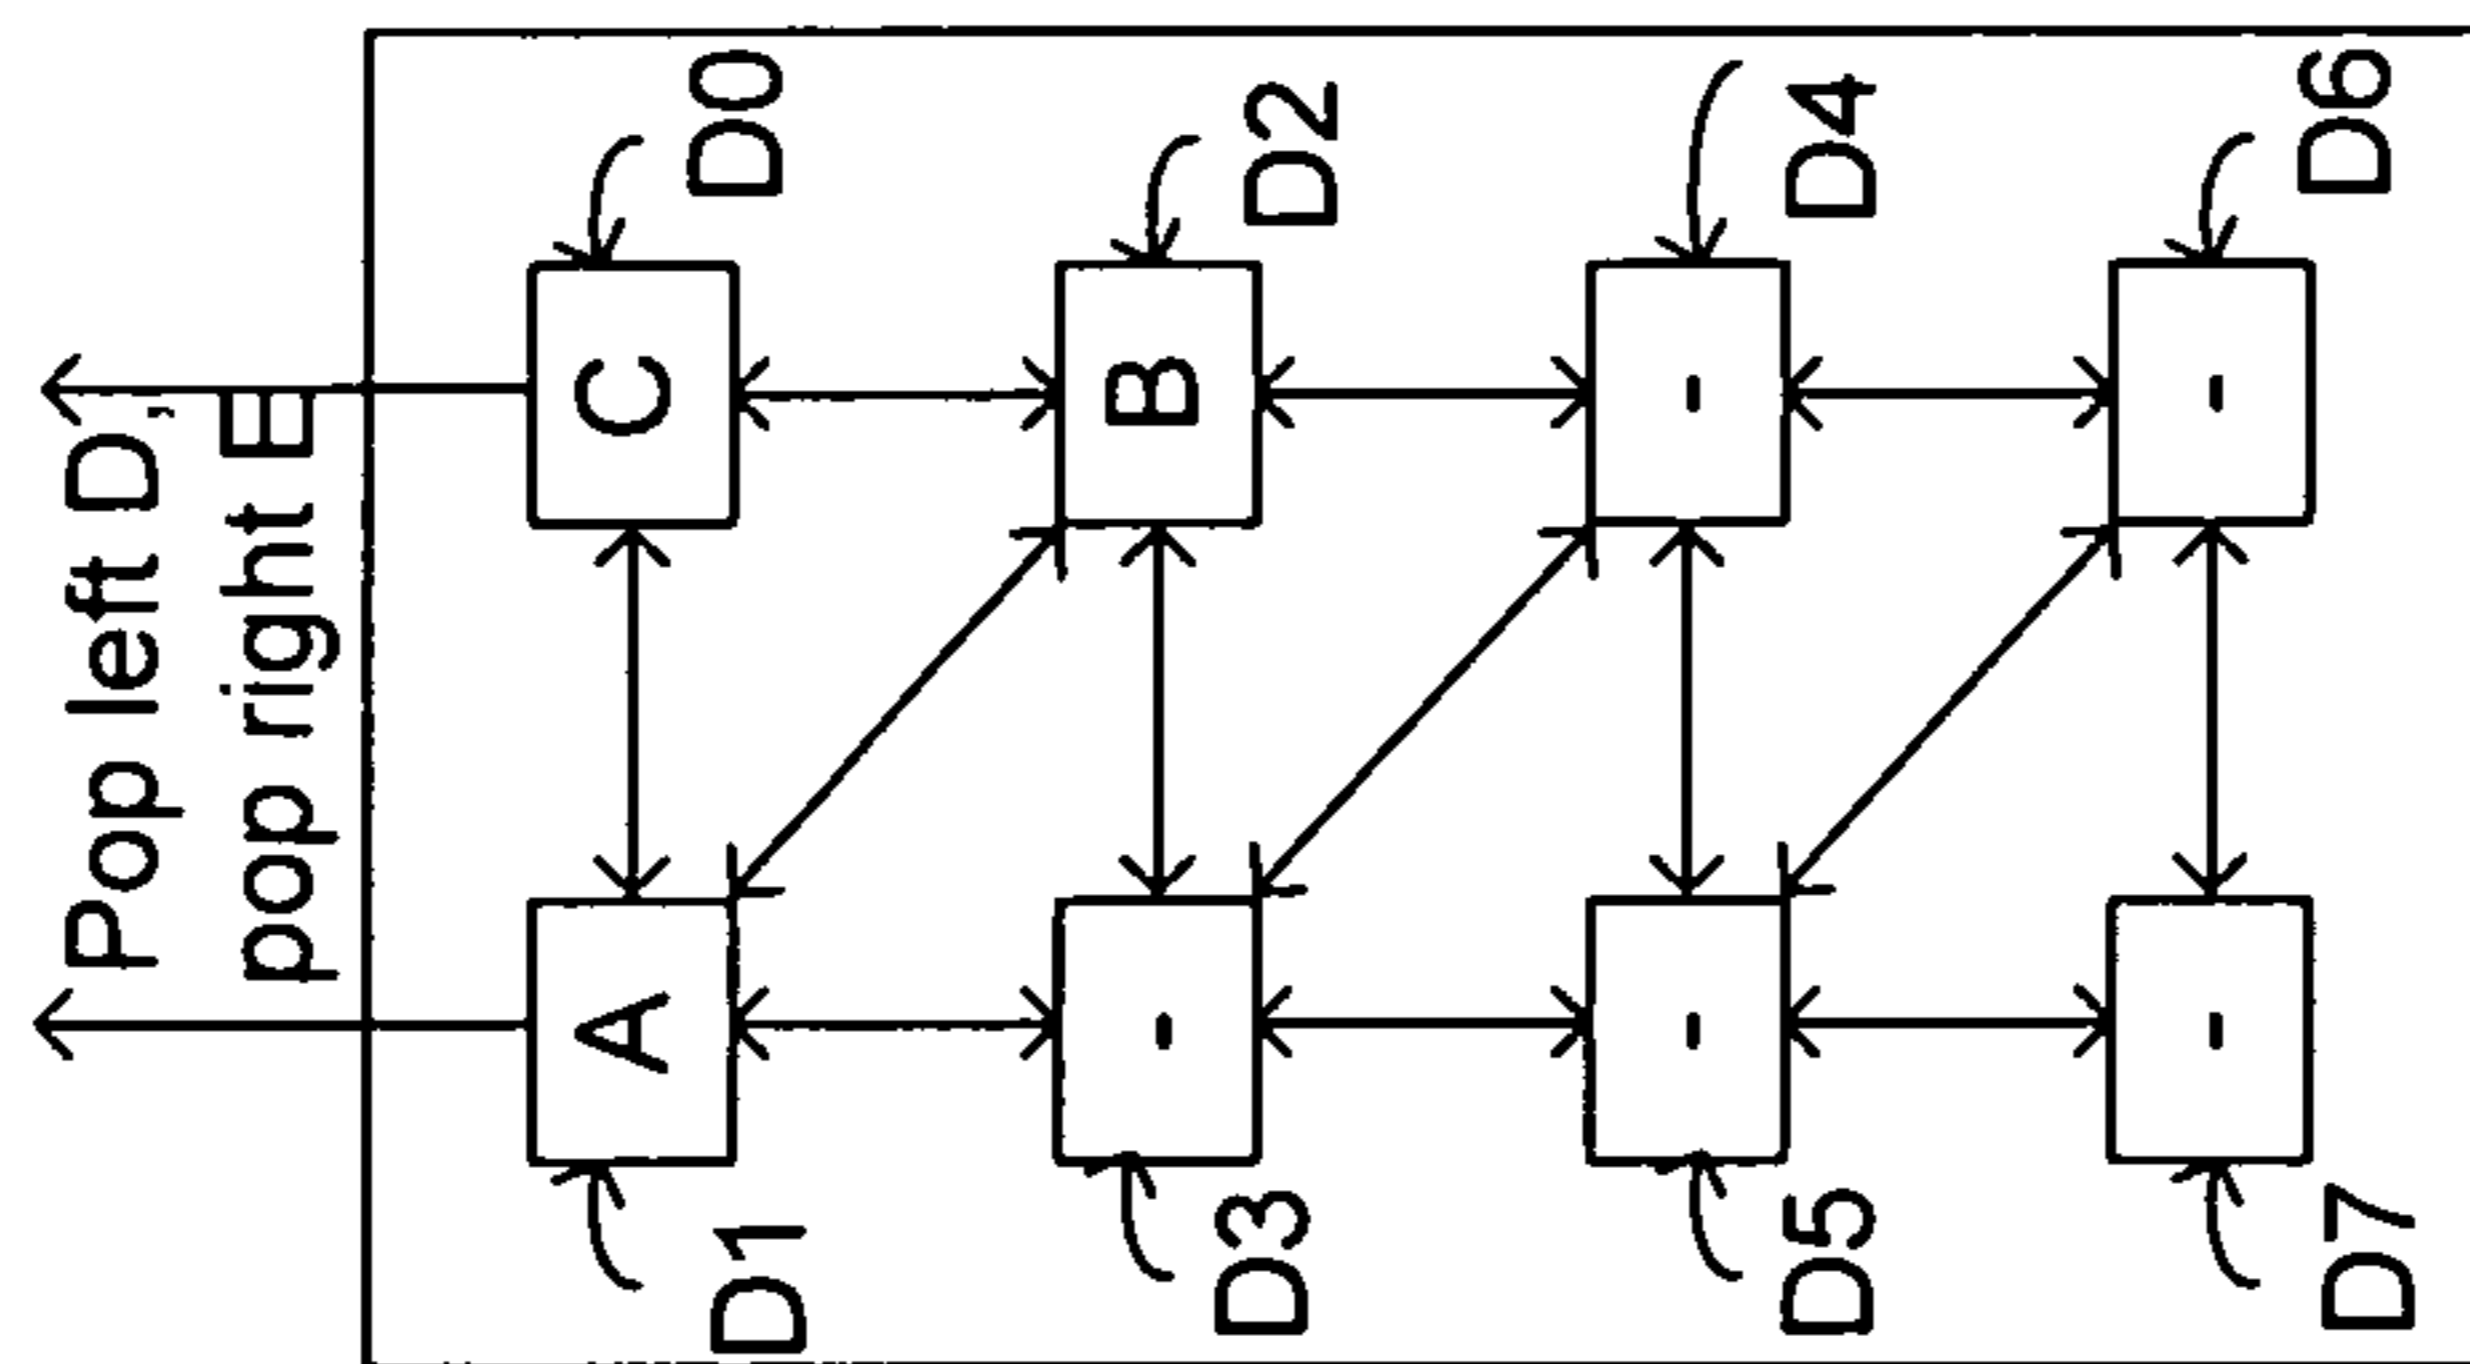 Pop left D,
pop right E
A C
D1 D0
- B
D3 D2
- -
D5 D4
- -
D7 D6